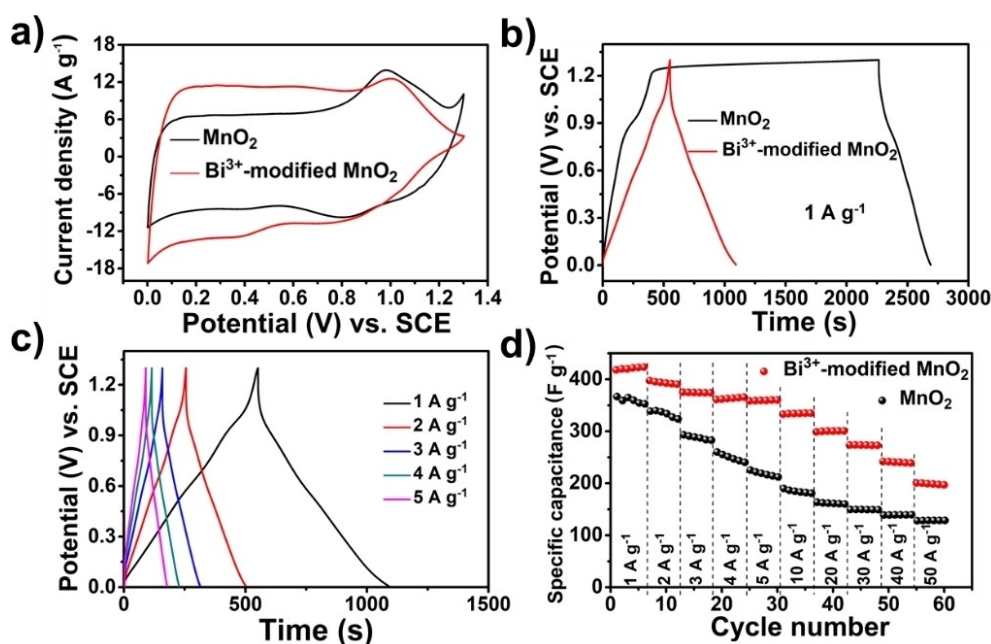 a)
Current density (A g⁻¹)
18
12
6
0
-6
-12
-18
MnO₂
Bi³⁺-modified MnO₂
0.0 0.2 0.4 0.6 0.8 1.0 1.2 1.4
Potential (V) vs. SCE
b)
Potential (V) vs. SCE
1.2
0.9
0.6
0.3
0.0
MnO₂
Bi³⁺-modified MnO₂
1 A g⁻¹
0 500 1000 1500 2000 2500 3000
Time (s)
c)
Potential (V) vs. SCE
1.2
0.9
0.6
0.3
0.0
1 A g⁻¹
2 A g⁻¹
3 A g⁻¹
4 A g⁻¹
5 A g⁻¹
0 500 1000 1500
Time (s)
d)
Specific capacitance (F g⁻¹)
400
300
200
100
0
Bi³⁺-modified MnO₂
MnO₂
1 A g⁻¹
2 A g⁻¹
3 A g⁻¹
4 A g⁻¹
5 A g⁻¹
10 A g⁻¹
20 A g⁻¹
30 A g⁻¹
40 A g⁻¹
50 A g⁻¹
0 10 20 30 40 50 60
Cycle number